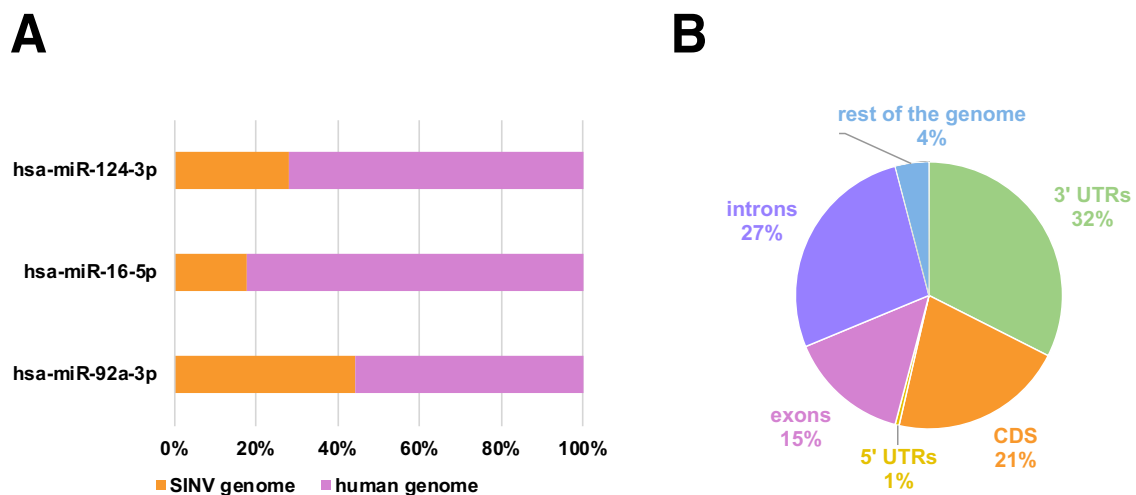 A
hsa-miR-124-3p
hsa-miR-16-5p
hsa-miR-92a-3p
0% 20% 40% 60% 80% 100%
SINV genome human genome
B
rest of the genome
4%
3' UTRs
32%
introns
27%
exons
15%
5' UTRs
1%
CDS
21%